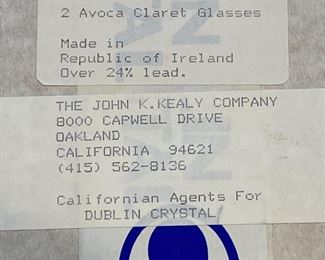 2 Avoca Claret Glasses
Made in
Republic of Ireland
Over 24% lead.
THE JOHN K.KEALY COMPANY
8000 CAPWELL DRIVE
OAKLAND
CALIFORNIA 94621
(415) 562-8136
Californian Agents For
DUBLIN CRYSTAL